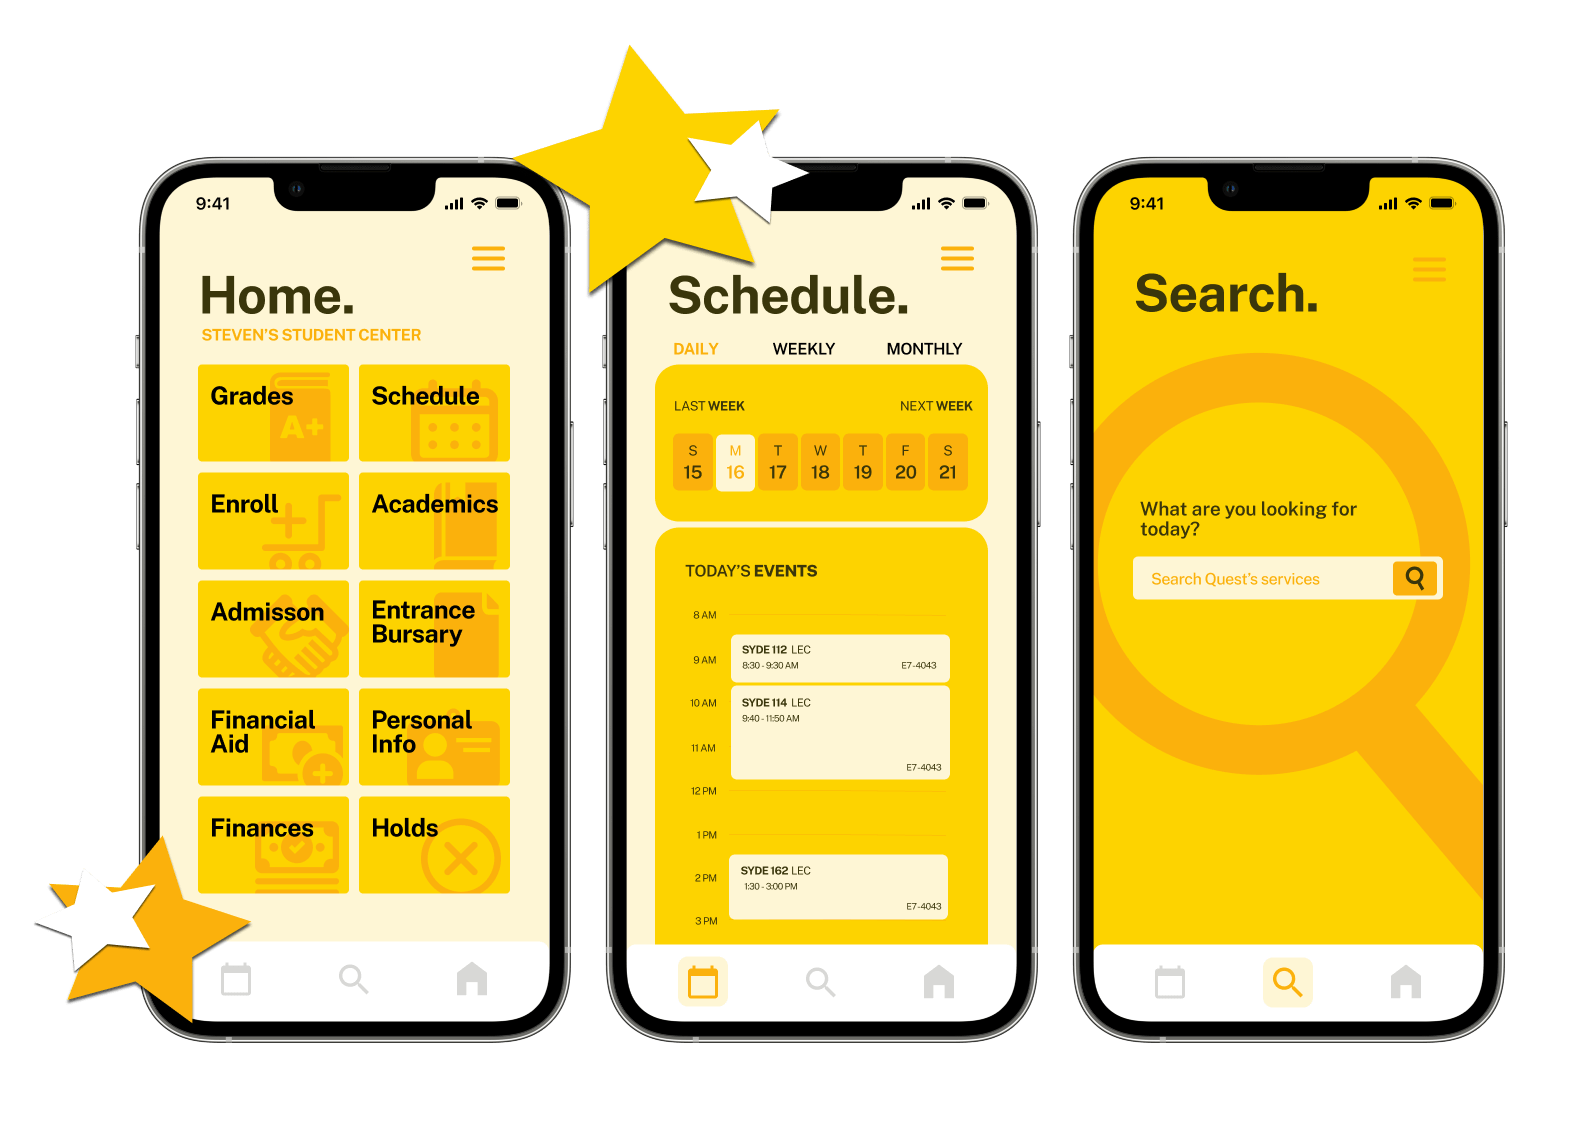 9:41
Home.
STEVEN'S STUDENT CENTER
Grades
Schedule
A+
Enroll
Academics
Admisson
Entrance
Bursary
Financial
Aid
Personal
Info
Finances
Holds
Schedule.
DAILY WEEKLY MONTHLY
LAST WEEK NEXT WEEK
S M T W T F S
15 16 17 18 19 20 21
TODAY'S EVENTS
8 AM
SYDE 112 LEC
9 AM
8:30 - 9:30 AM E7-4043
10 AM
SYDE 114 LEC
9:40 - 11:50 AM
11 AM
E7-4043
12 PM
1 PM
SYDE 162 LEC
2 PM
1:30 - 3:00 PM
E7-4043
3 PM
9:41
Search.
What are you looking for
today?
Search Quest's services